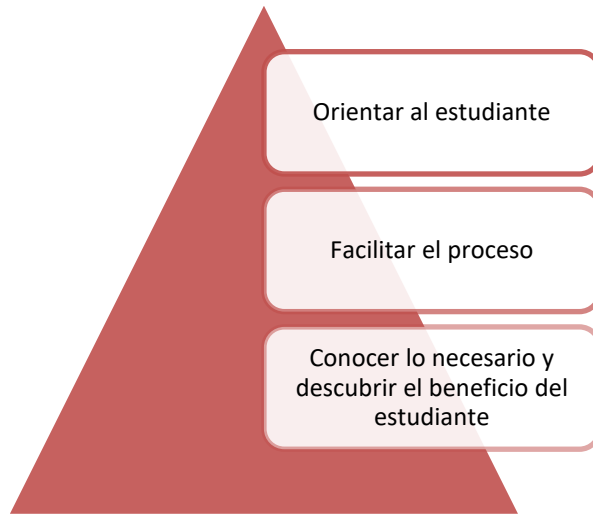 Orientar al estudiante
Facilitar el proceso
Conocer lo necesario y
descubrir el beneficio del
estudiante